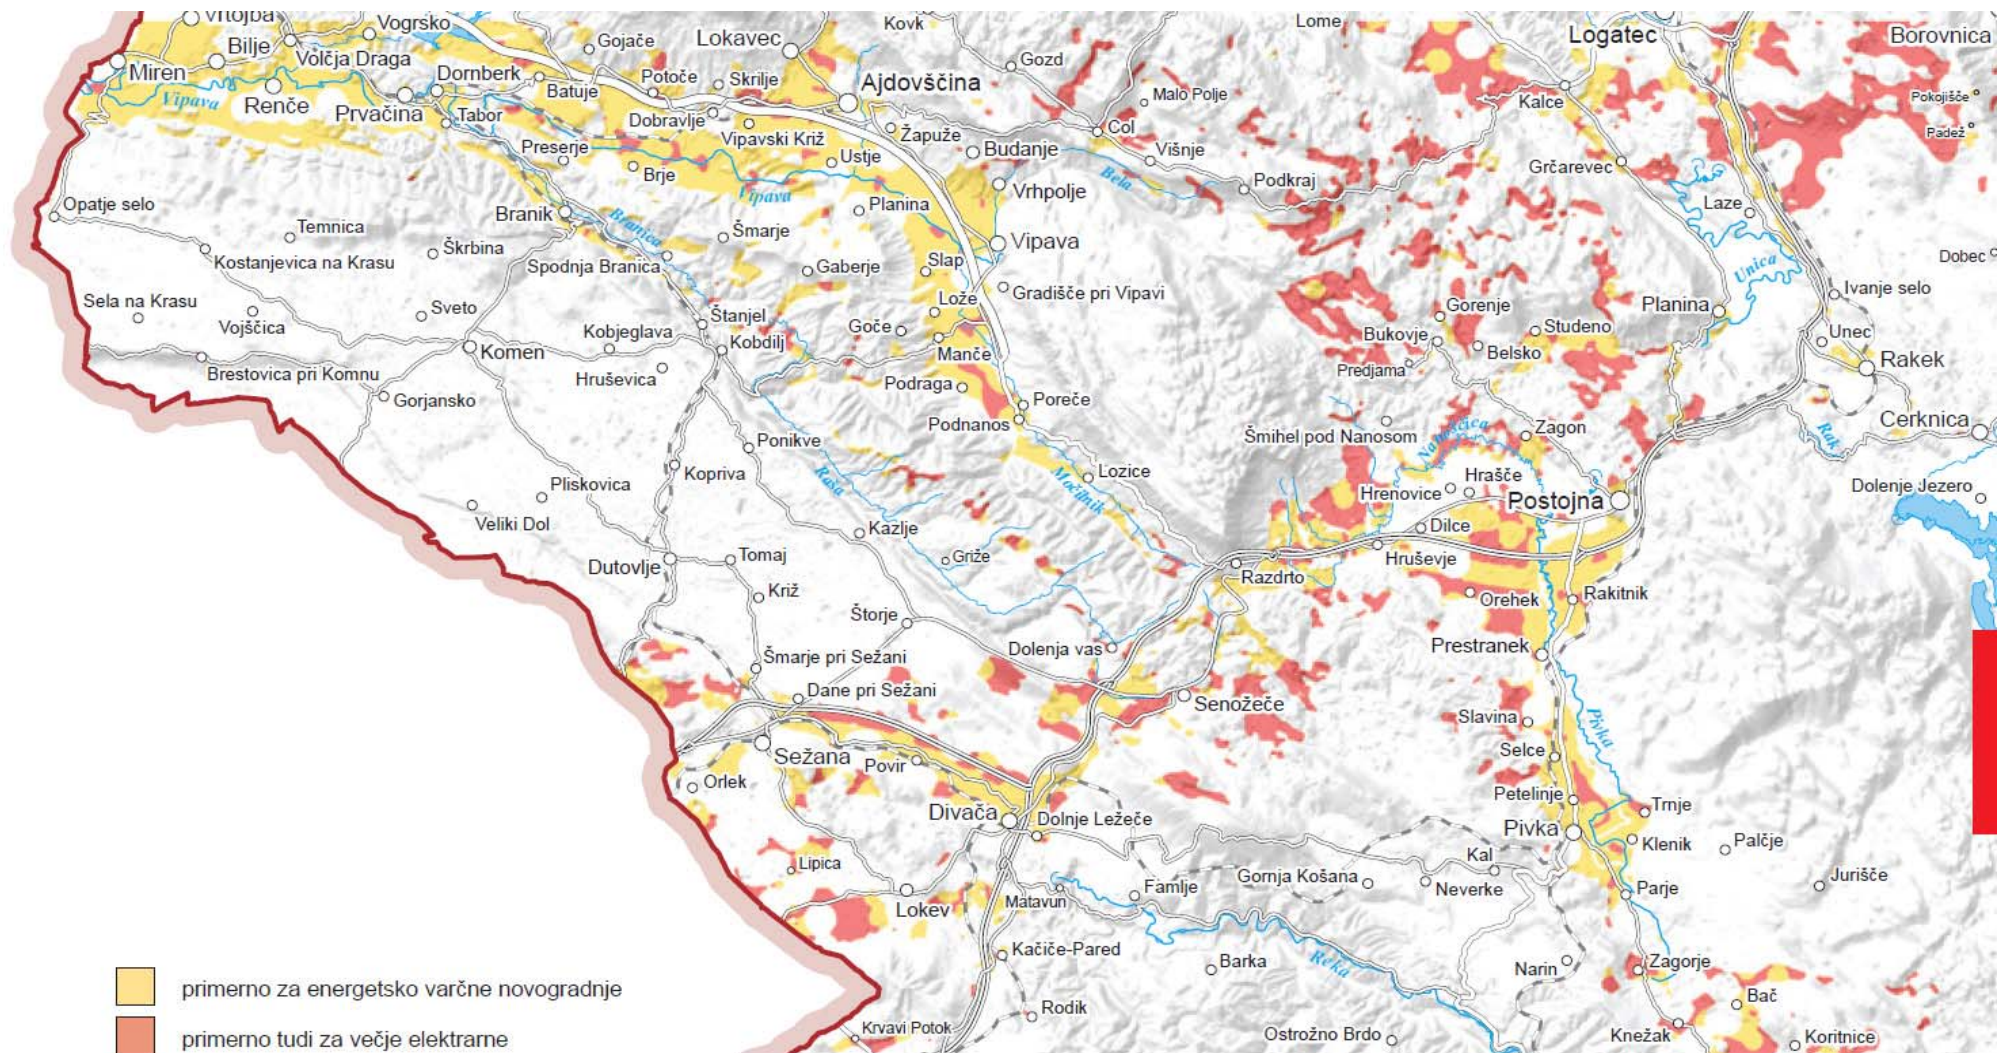 Vrtojba
Vogrsko
Kovk
Lome
Logatec
Borovnica
Bilje
Volčja Draga
Gojače
Lokavec
Gozd
Miren
Dornberk
Batuje
Potoče
Skrilje
Ajdovščina
Malo Polje
Kalce
Pokojišče
Vipava
Renče
Prvačina
Tabor
Dobravlje
Vipavski Križ
Žapuže
Col
Padež
Preserje
Brje
Ustje
Budanje
Višnje
Grčarevec
Vipava
Vrhpolje
Bela
Podkraj
Opatje selo
Temnica
Branik
Branica
Šmarje
Planina
Laze
Kostanjevica na Krasu
Škrbina
Spodnja Branica
Gaberje
Slap
Vipava
Unica
Dobec
Sela na Krasu
Vojščica
Sveto
Štanjel
Lože
Gradišče pri Vipavi
Gorenje
Planina
Ivanje selo
Komen
Kobjeglava
Kobdilj
Goče
Manče
Bukovje
Belsko
Studeno
Unec
Brestovica pri Komnu
Hruševica
Podraga
Predjama
Rakek
Gorjansko
Poreče
Podnanos
Šmihel pod Nanosom
Nanoščica
Zagon
Rak
Cerknica
Ponikve
Kopriva
Raša
Močilnik
Lozice
Hrašče
Hrenovice
Postojna
Dolenje Jezero
Pliskovica
Veliki Dol
Kazlje
Dilce
Dutovlje
Tomaj
Griže
Razdrto
Hruševje
Križ
Orehek
Rakitnik
Štorje
Dolenja vas
Prestranek
Šmarje pri Sežani
Dane pri Sežani
Senožeče
Slavina
Pivka
Sežana
Povir
Selce
Orlek
Petelinje
Trnje
Divača
Dolnje Ležeče
Pivka
Klenik
Palčje
Lipica
Kal
Gornja Košana
Neverke
Jurišče
Lokev
Matavun
Famlje
Parje
Kačiče-Pared
Barka
Reka
Narin
Zagorje
primerno za energetsko varčne novogradnje
Rodik
Bač
Krvavi Potok
Ostrožno Brdo
Knežak
Koritnice
primerno tudi za večje elektrarne